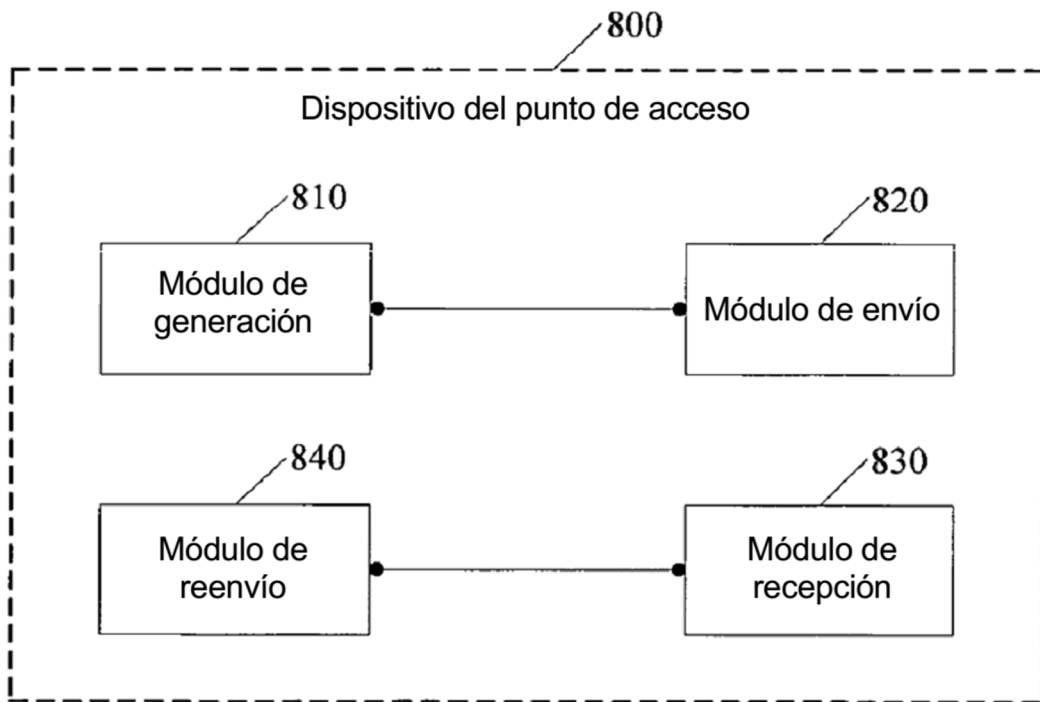 800
Dispositivo del punto de acceso
810
820
Módulo de
generación
Módulo de envío
840
830
Módulo de
reenvío
Módulo de
recepción